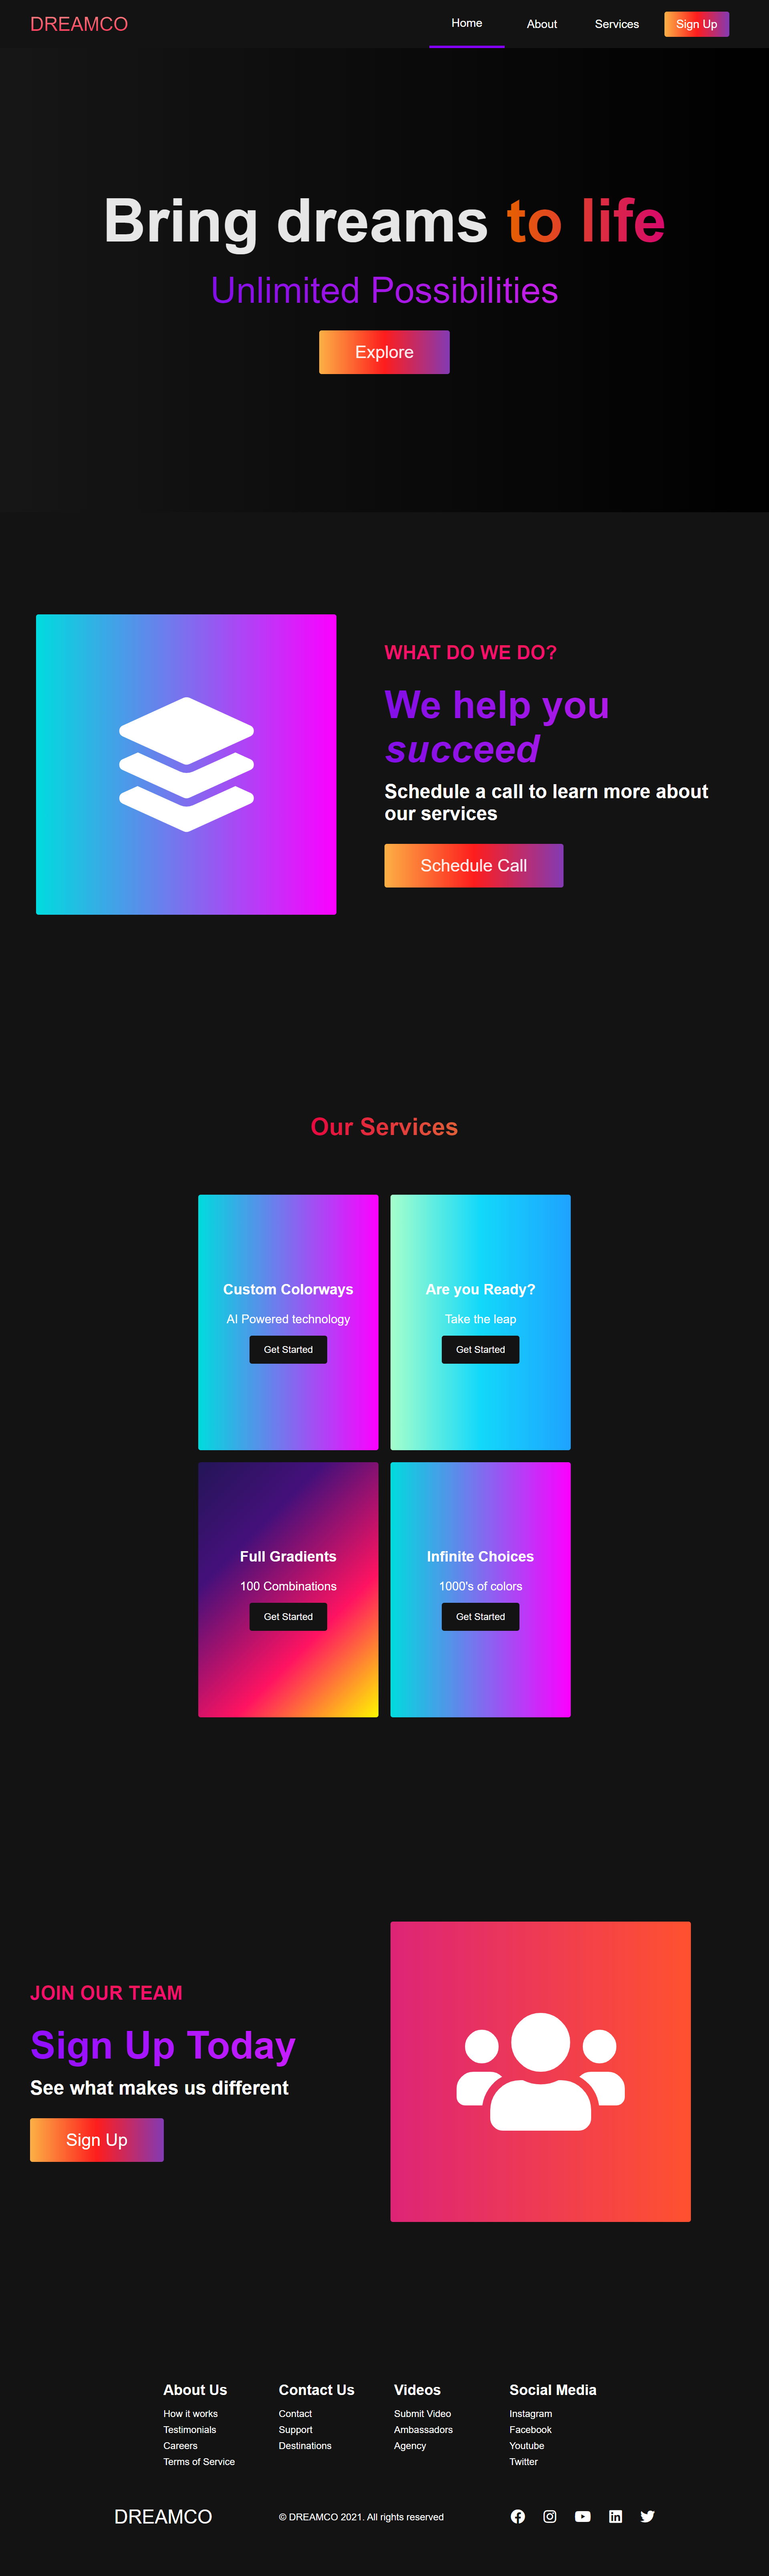 DREAMCO
Home
About
Services
Sign Up
Bring dreams to life
Unlimited Possibilities
Explore
WHAT DO WE DO?
We help you
succeed
Schedule a call to learn more about
our services
Schedule Call
Our Services
Custom Colorways
AI Powered technology
Get Started
Are you Ready?
Take the leap
Get Started
Full Gradients
100 Combinations
Get Started
Infinite Choices
1000's of colors
Get Started
JOIN OUR TEAM
Sign Up Today
See what makes us different
Sign Up
About Us
How it works
Testimonials
Careers
Terms of Service
Contact Us
Contact
Support
Destinations
Videos
Submit Video
Ambassadors
Agency
Social Media
Instagram
Facebook
Youtube
Twitter
DREAMCO
© DREAMCO 2021. All rights reserved